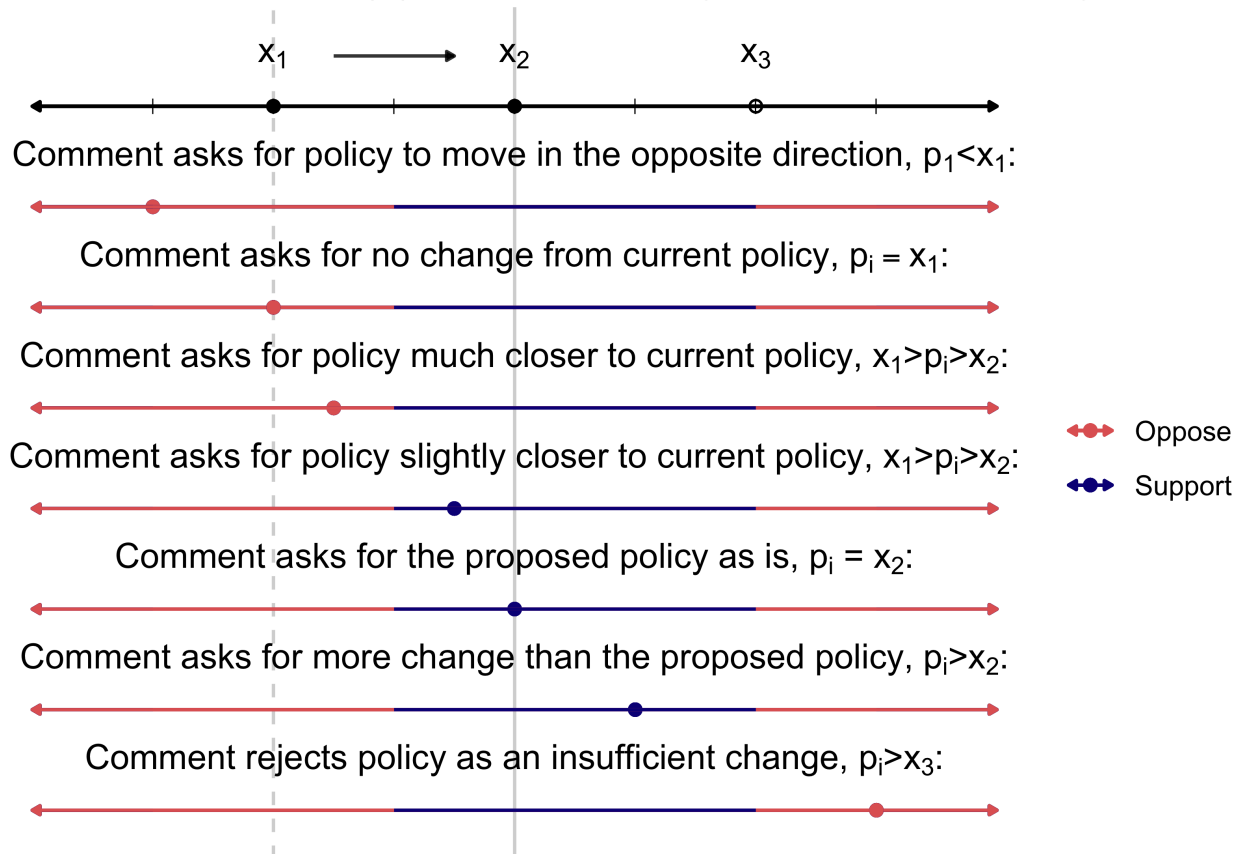 x₁ x₂ x₃
Comment asks for policy to move in the opposite direction, p₁<x₁:
Comment asks for no change from current policy, pᵢ = x₁:
Comment asks for policy much closer to current policy, x₁>pᵢ>x₂:
Comment asks for policy slightly closer to current policy, x₁>pᵢ>x₂:
Comment asks for the proposed policy as is, pᵢ = x₂:
Comment asks for more change than the proposed policy, pᵢ>x₂:
Comment rejects policy as an insufficient change, pᵢ>x₃:
Oppose
Support